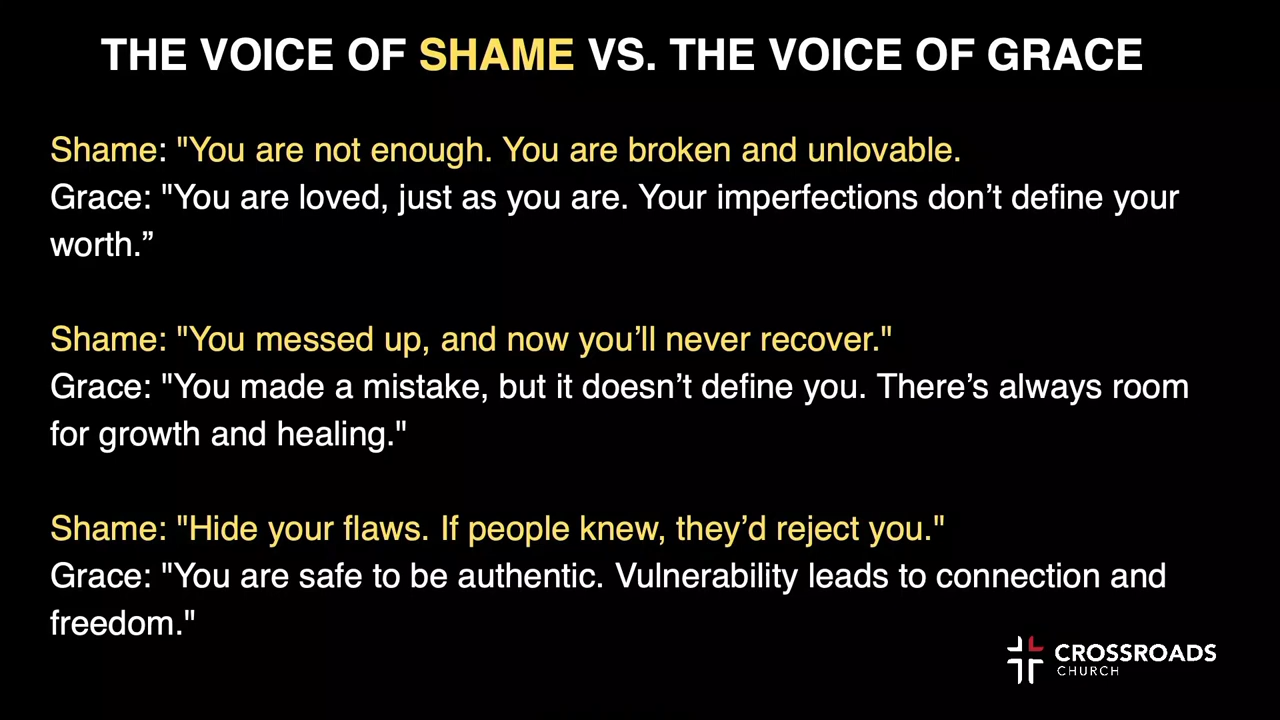 THE VOICE OF SHAME VS. THE VOICE OF GRACE
Shame: "You are not enough. You are broken and unlovable.
Grace: "You are loved, just as you are. Your imperfections don’t define your
worth.”
Shame: "You messed up, and now you’ll never recover."
Grace: "You made a mistake, but it doesn’t define you. There’s always room
for growth and healing."
Shame: "Hide your flaws. If people knew, they’d reject you."
Grace: "You are safe to be authentic. Vulnerability leads to connection and
freedom."
CROSSROADS
CHURCH